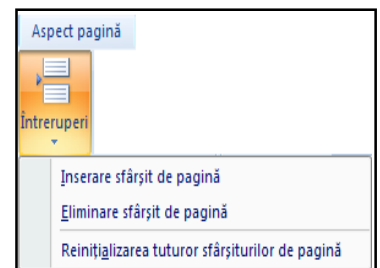 Aspect pagină
Întreruperi
Inserare sfârșit de pagină
Eliminare sfârșit de pagină
Reinițializarea tuturor sfârșiturilor de pagină